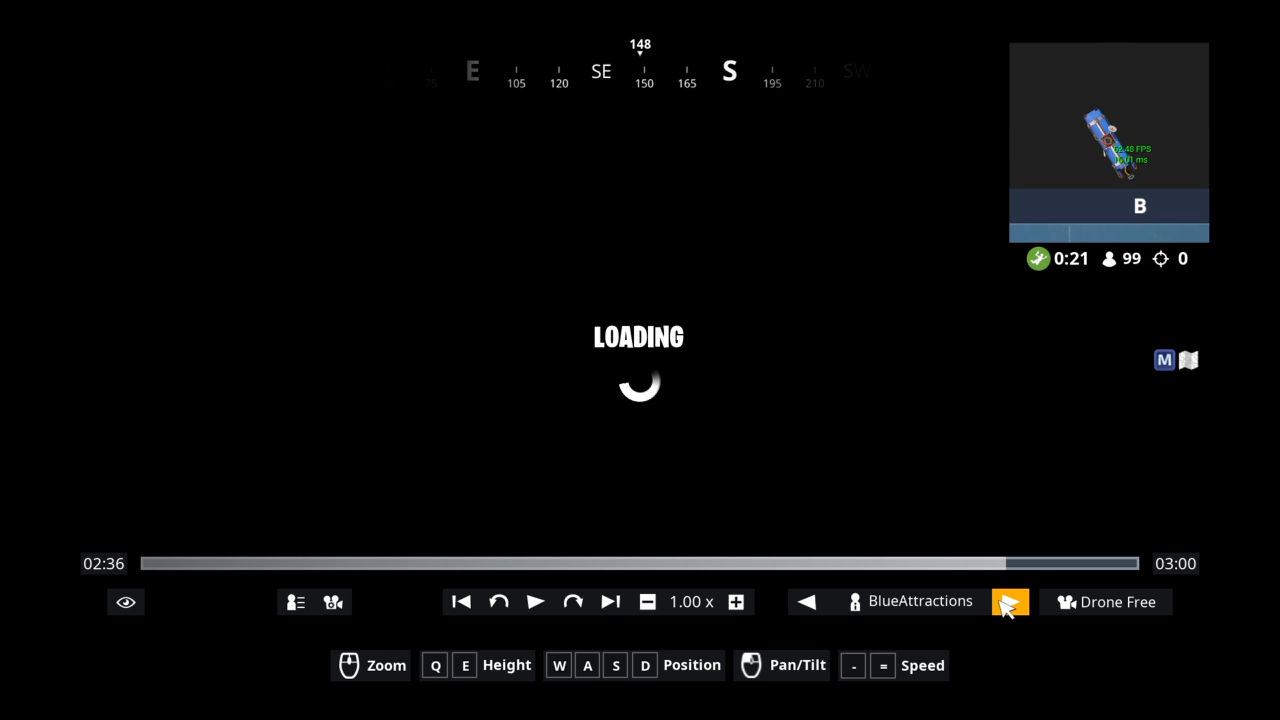 148
E SE S SW
75 105 120 150 165 195 210
B
0:21 99 0
LOADING
M
02:36 03:00
1.00 x BlueAttractions Drone Free
Zoom Q E Height W A S D Position Pan/Tilt - = Speed